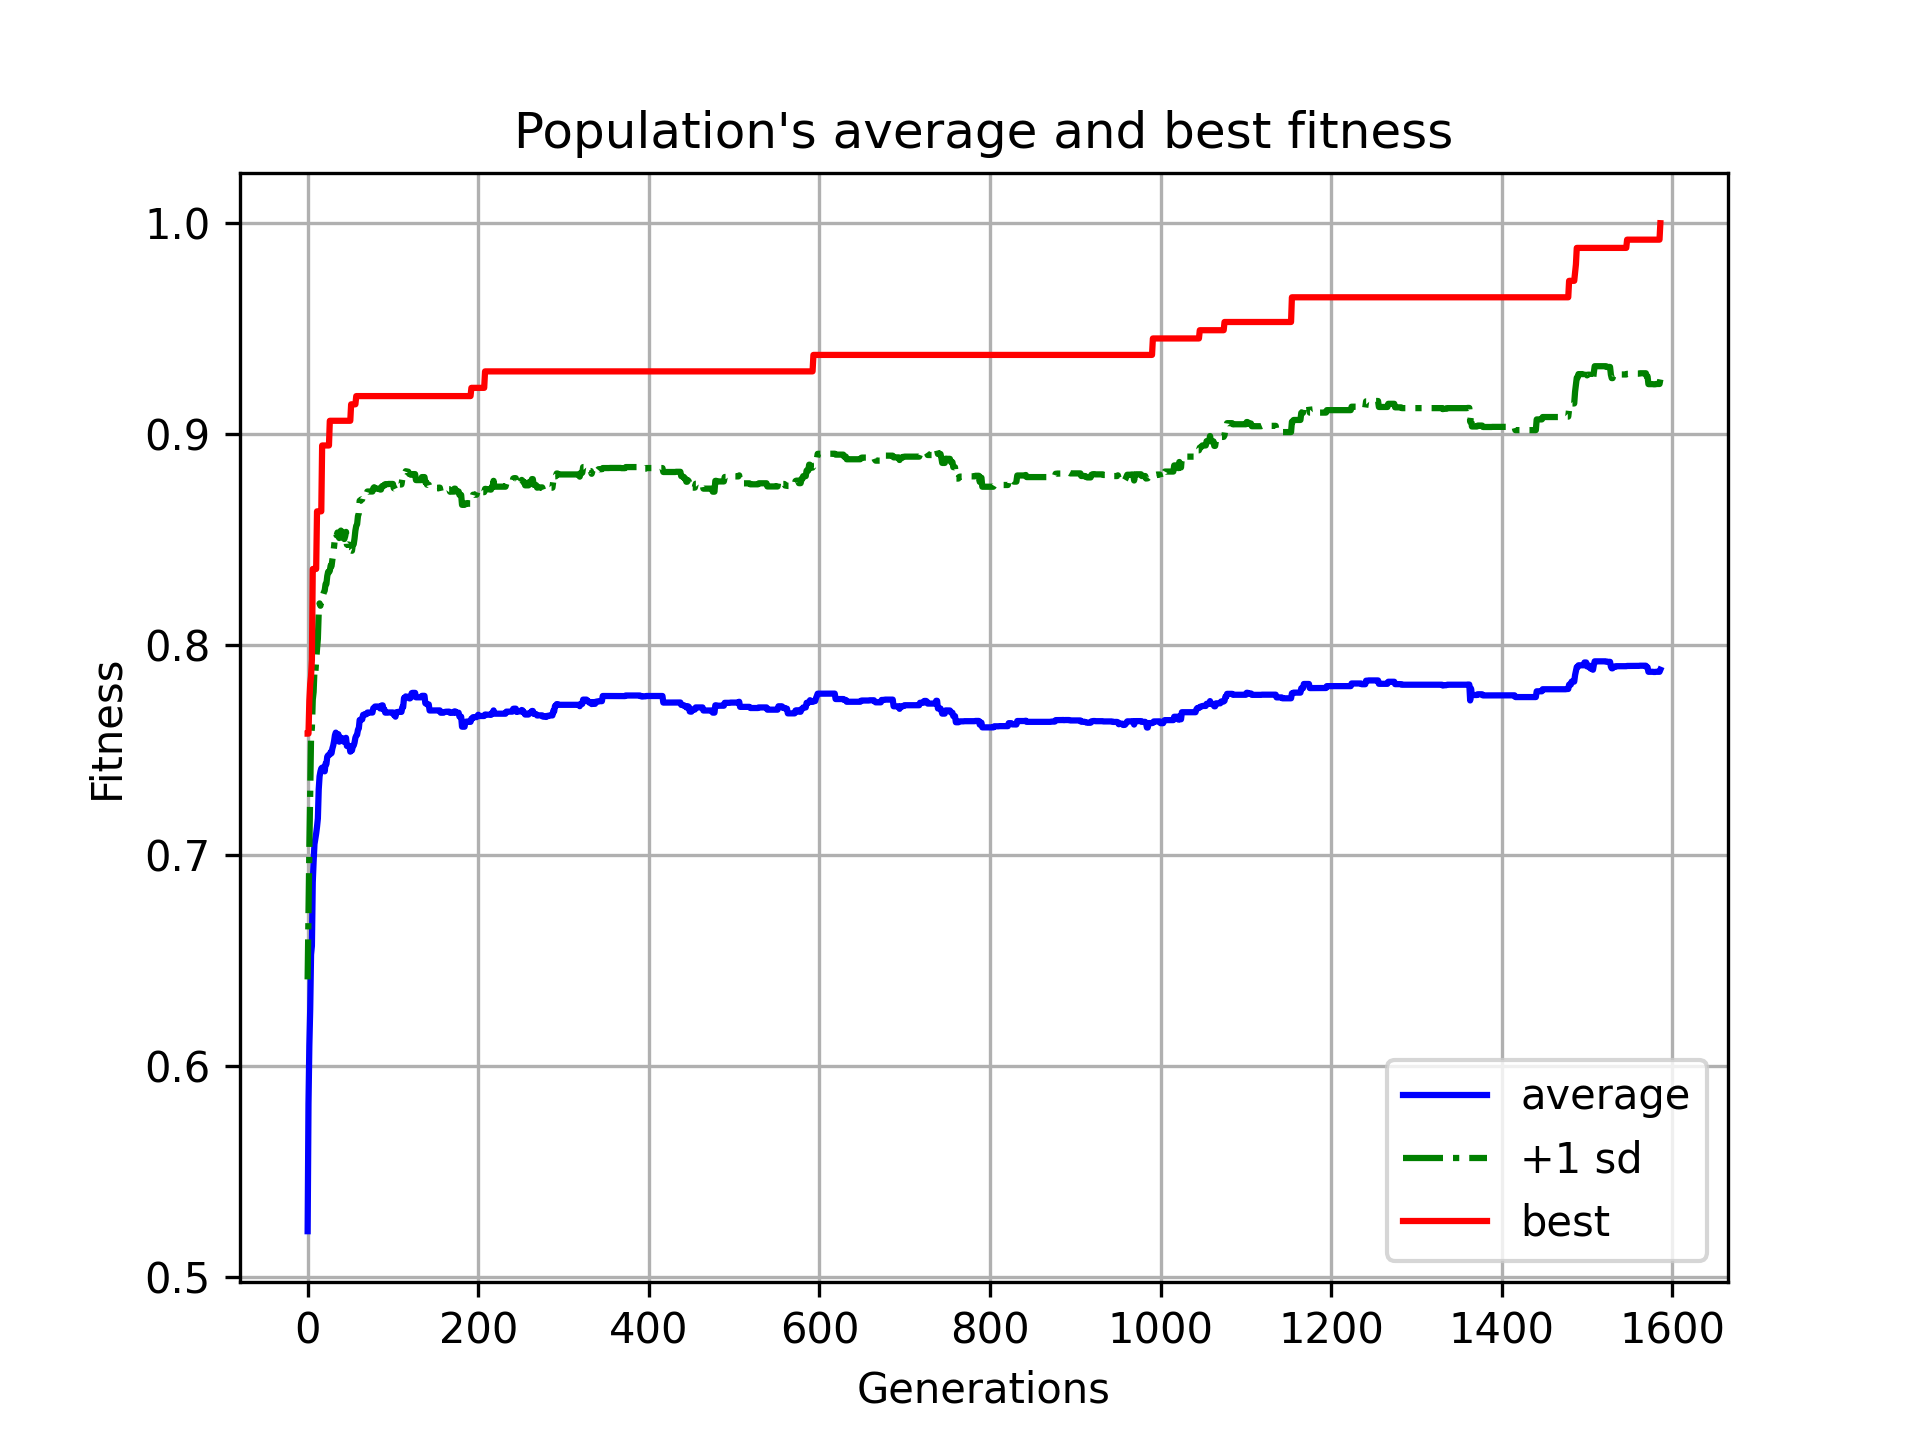 Population's average and best fitness
1.0
0.9
0.8
0.7
0.6
0.5
Fitness
0 200 400 600 800 1000 1200 1400 1600
Generations
average
+1 sd
best